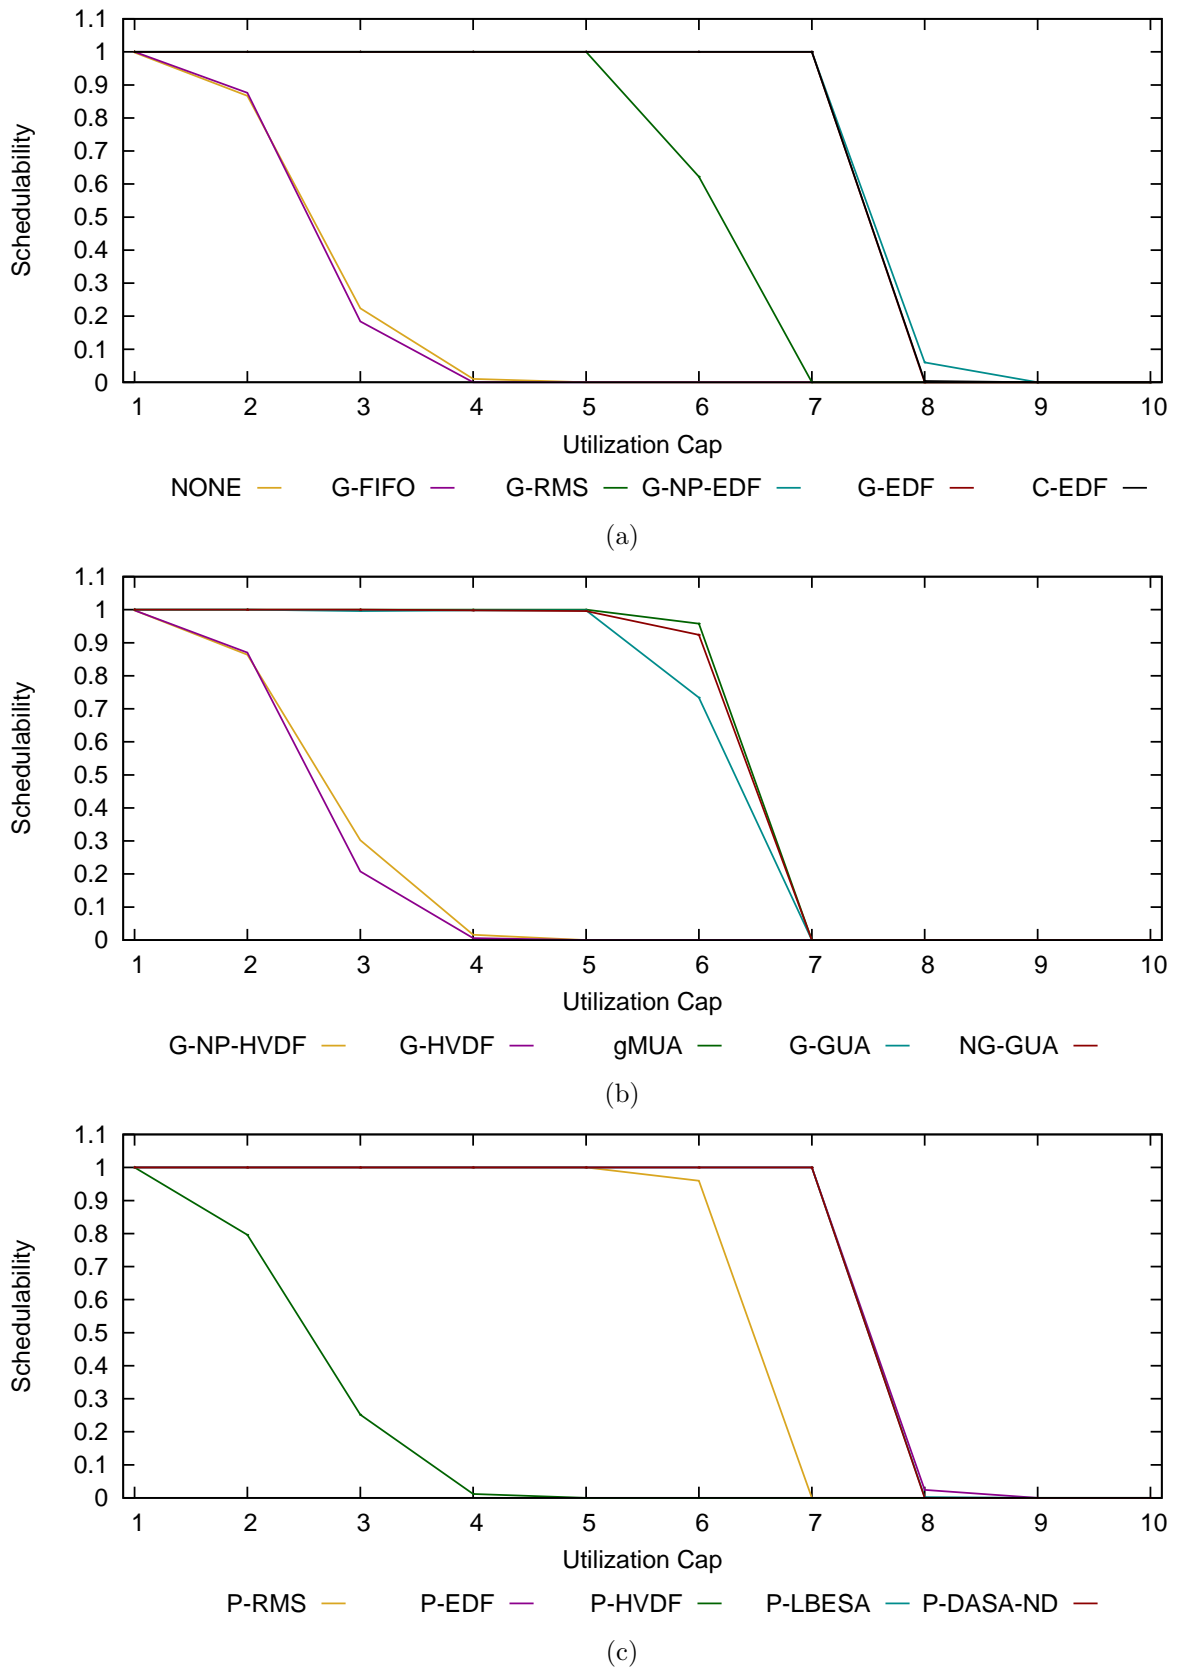 1.1
1
0.9
0.8
0.7
0.6
0.5
0.4
0.3
0.2
0.1
0
Schedulability
1 2 3 4 5 6 7 8 9 10
Utilization Cap
NONE G-FIFO G-RMS G-NP-EDF G-EDF C-EDF
(a)
1.1
1
0.9
0.8
0.7
0.6
0.5
0.4
0.3
0.2
0.1
0
Schedulability
1 2 3 4 5 6 7 8 9 10
Utilization Cap
G-NP-HVDF G-HVDF gMUA G-GUA NG-GUA
(b)
1.1
1
0.9
0.8
0.7
0.6
0.5
0.4
0.3
0.2
0.1
0
Schedulability
1 2 3 4 5 6 7 8 9 10
Utilization Cap
P-RMS P-EDF P-HVDF P-LBESA P-DASA-ND
(c)